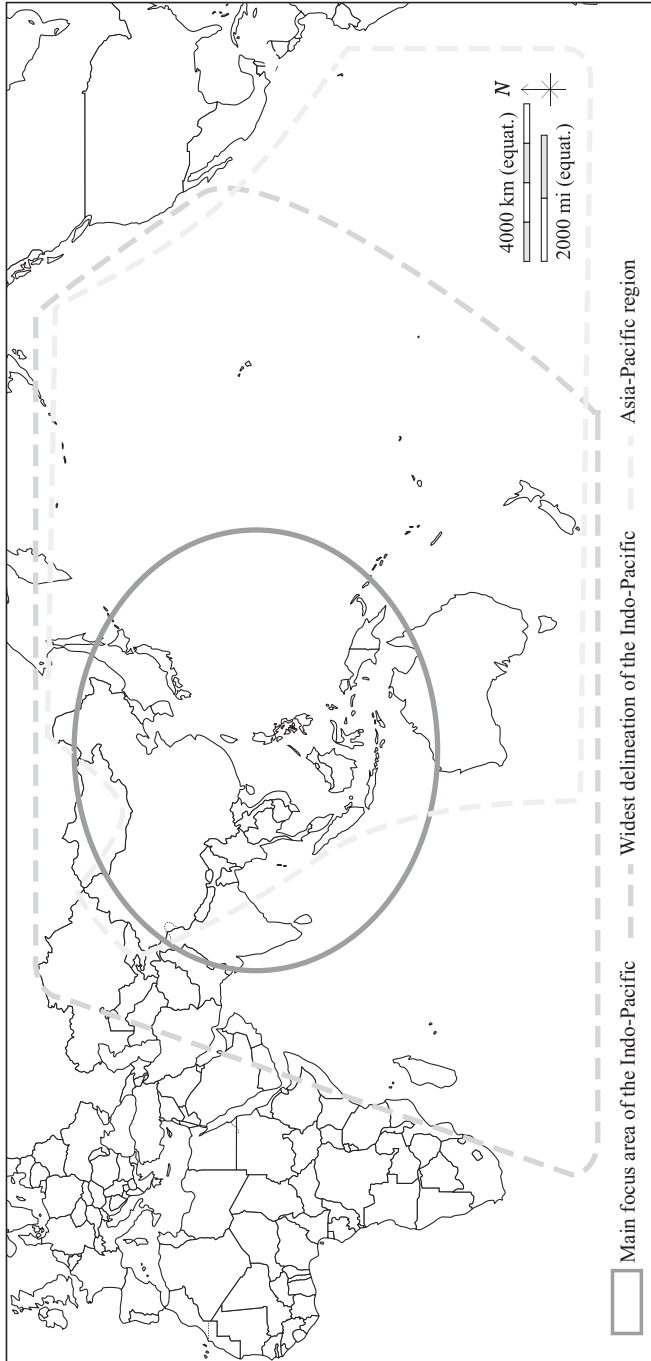 N
4000 km (equat.)
2000 mi (equat.)
Main focus area of the Indo-Pacific
Widest delineation of the Indo-Pacific
Asia-Pacific region